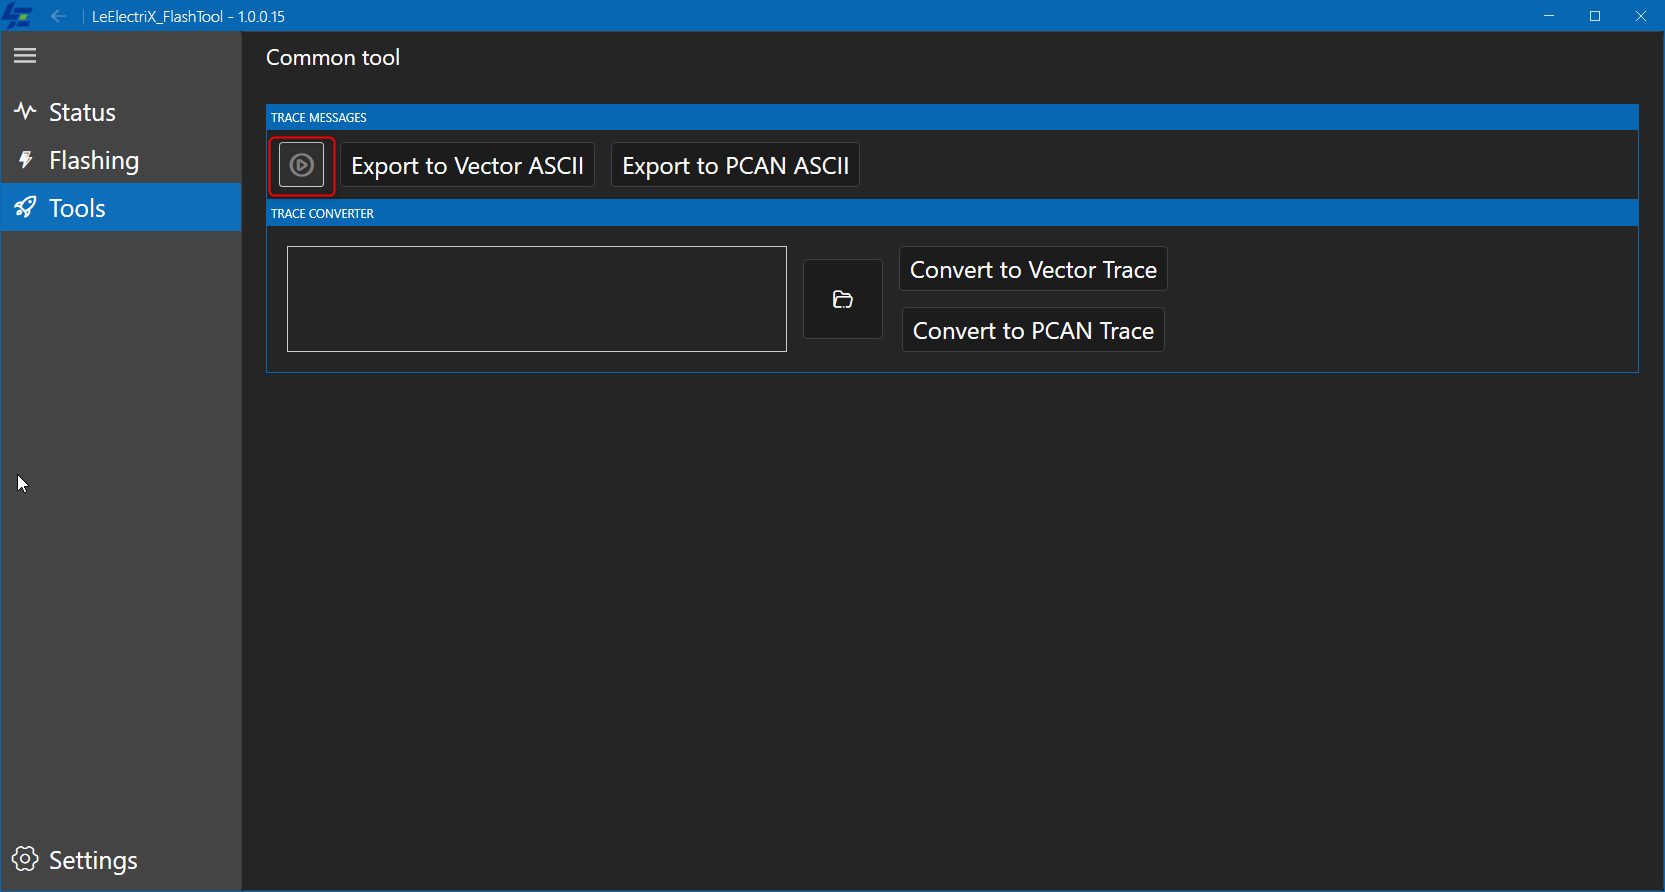 LeElectriX_FlashTool - 1.0.0.15
Common tool
Status
Flashing
Tools
TRACE MESSAGES
Export to Vector ASCII
Export to PCAN ASCII
TRACE CONVERTER
Convert to Vector Trace
Convert to PCAN Trace
Settings